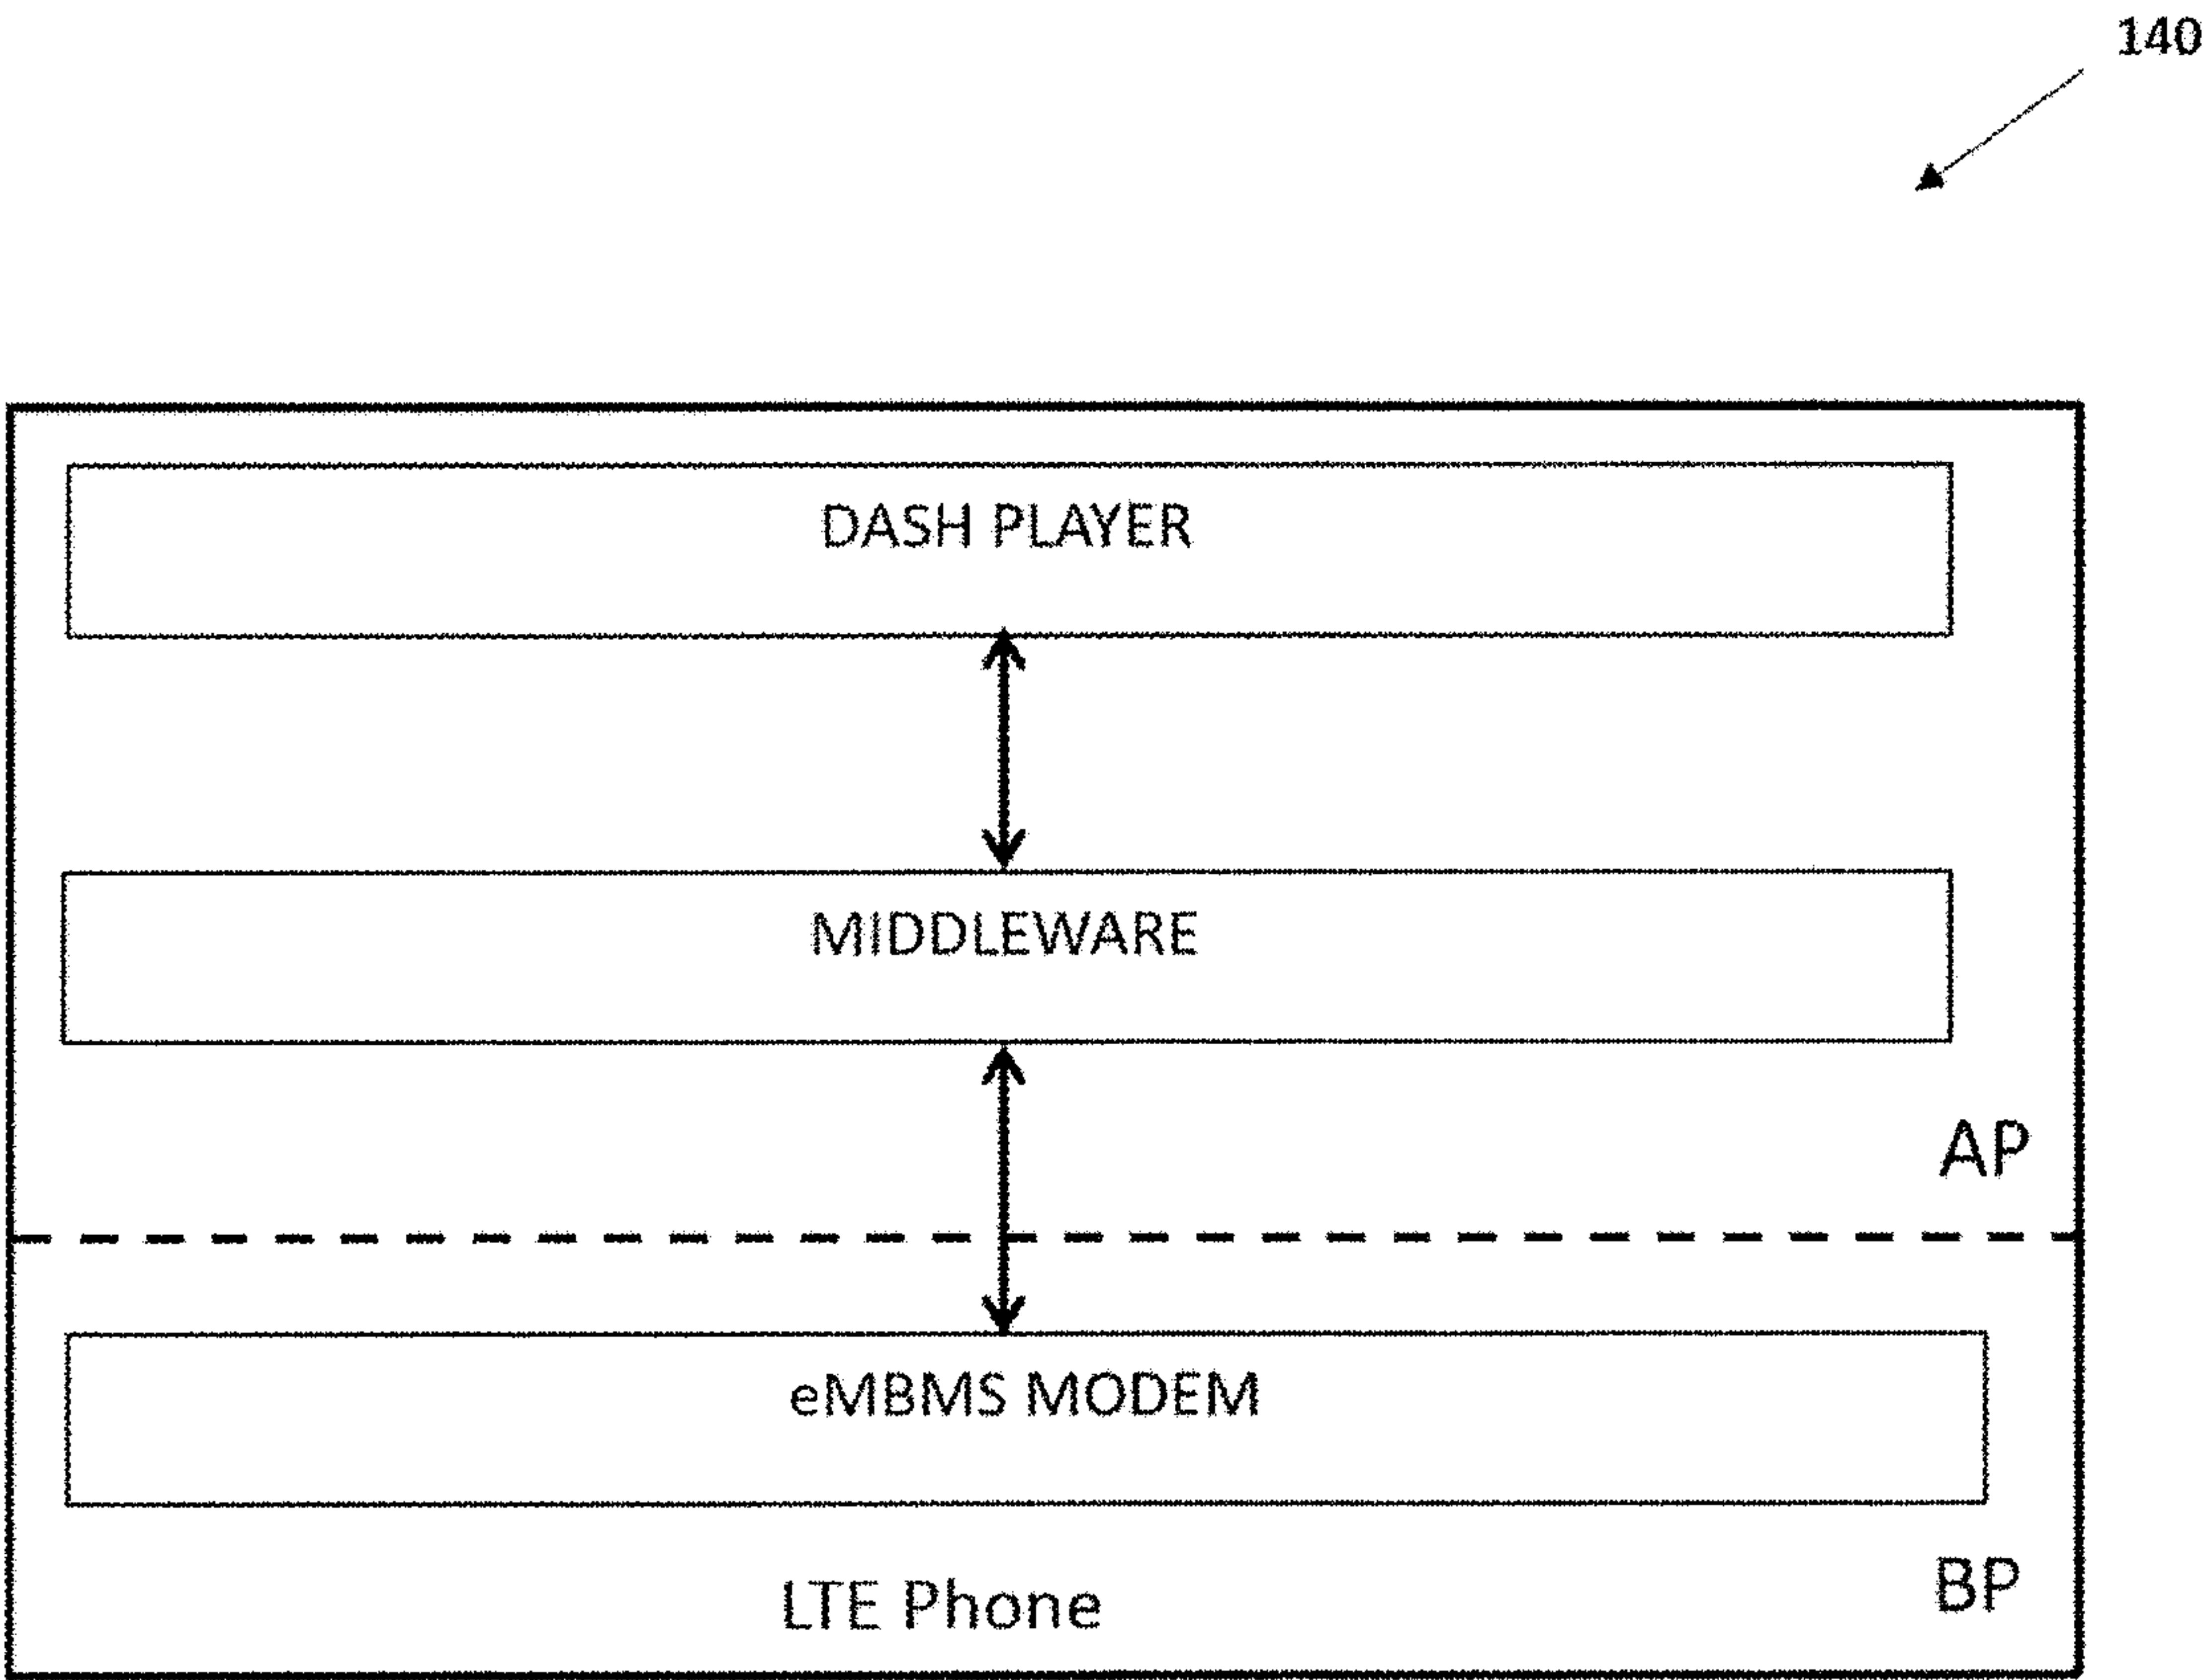 140
DASH PLAYER
MIDDLEWARE
AP
eMBMS MODEM
BP
LTE Phone